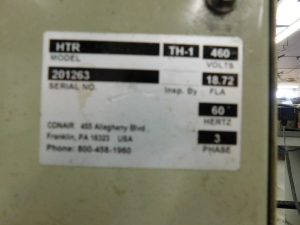 HTR TH-1 460
MODEL VOLTS
201263 18.72
SERIAL NO. Insp. By FLA
60
HERTZ
CONAIR 455 Allegheny Blvd.
Franklin, PA 16323 USA 3
Phone: 800-458-1960 PHASE